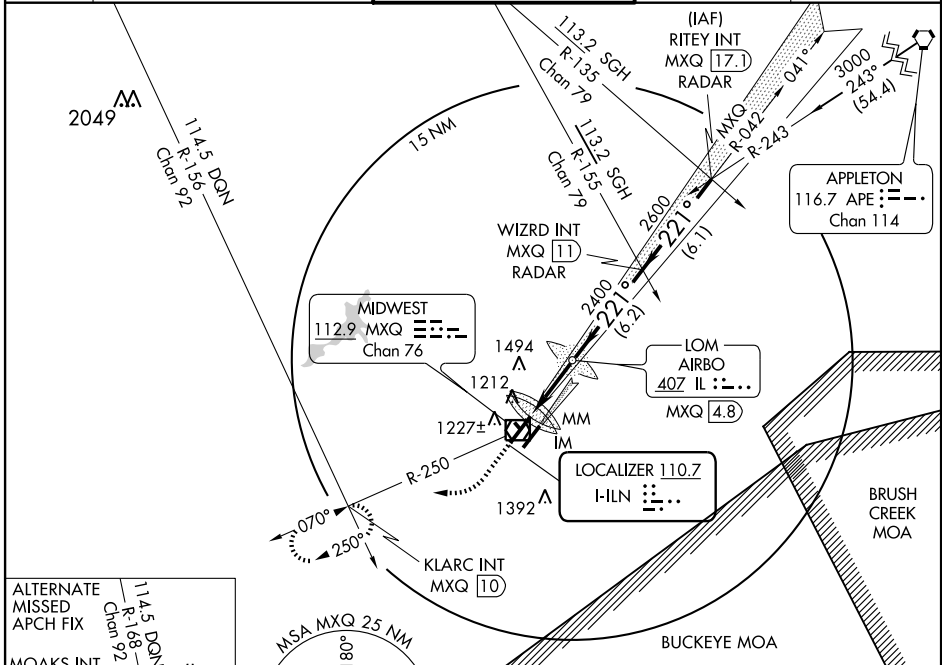 (IAF)
RITEY INT
MXQ 17.1
RADAR
113.2 SGH
R-135
Chan 79
2049
114.5 DQN
R-156
Chan 92
15 NM
113.2 SGH
R-155
Chan 79
MXQ
R-042
041°
3000
243°
(54.4)
R-243
APPLETON
116.7 APE
Chan 114
2600
221°
(6.1)
WIZRD INT
MXQ 11
RADAR
2400
221°
(6.2)
MIDWEST
112.9 MXQ
Chan 76
1494
1212
1227±
LOM
AIRBO
407 IL
MXQ 4.8
MM
IM
LOCALIZER 110.7
I-ILN
R-250
1392
070°
250°
KLARC INT
MXQ 10
BRUSH
CREEK
MOA
BUCKEYE MOA
ALTERNATE
MISSED
APCH FIX
114.5 DQN
R-168
Chan 92
MOAKS INT
MSA MXQ 25 NM